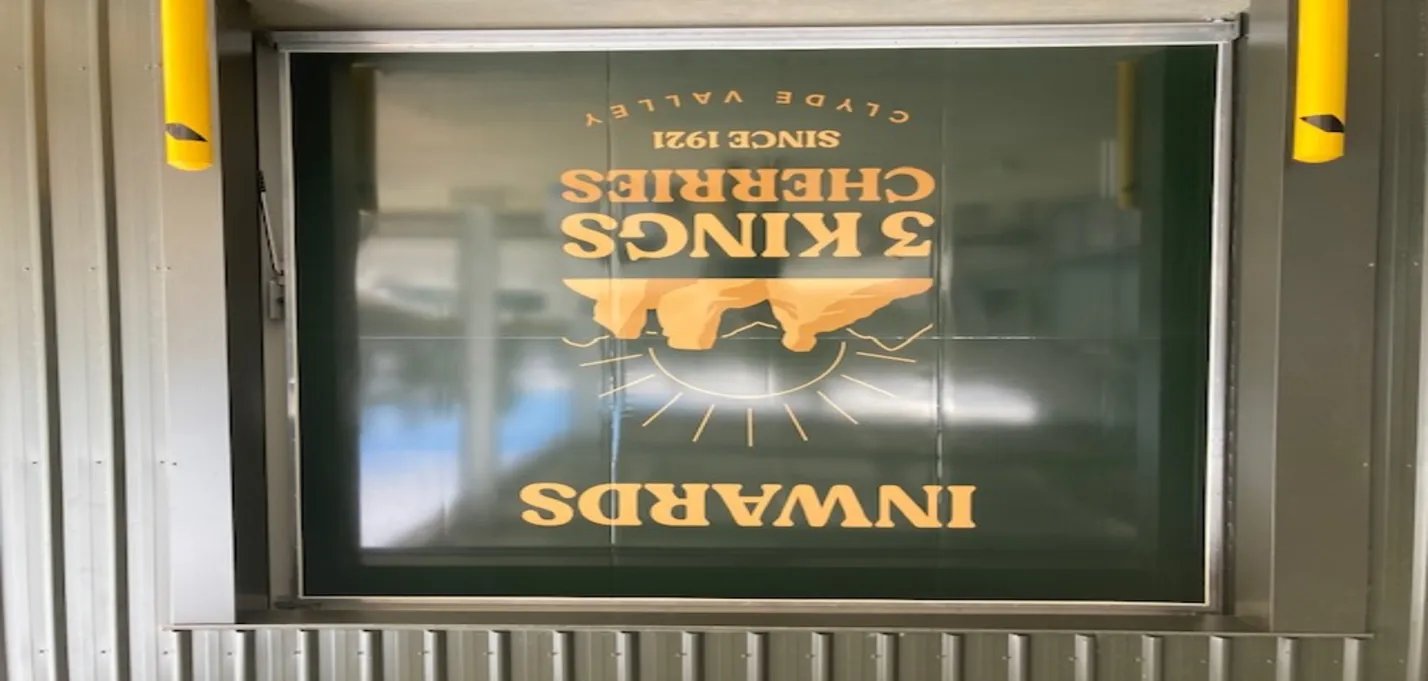 INWARDS
3 KINGS
CHERRIES
SINCE 1921
CLYDE VALLEY